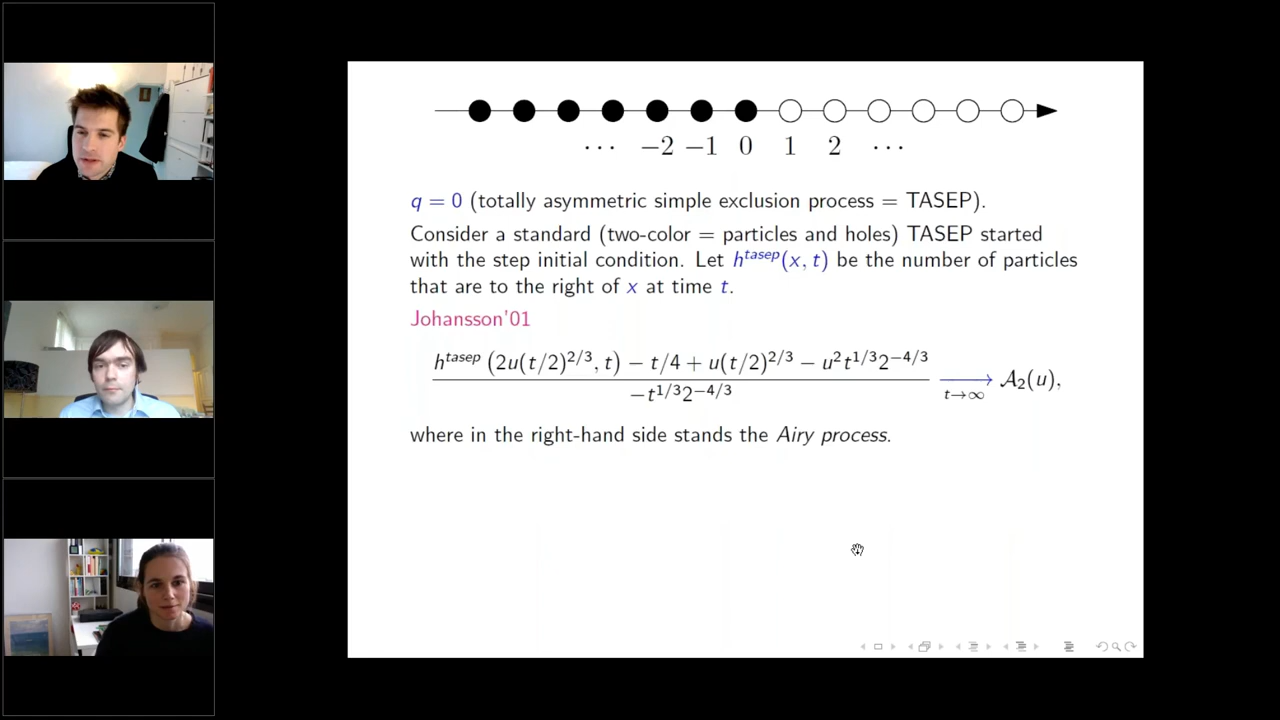 ··· −2 −1 0 1 2 ···
q = 0 (totally asymmetric simple exclusion process = TASEP).
Consider a standard (two-color = particles and holes) TASEP started
with the step initial condition. Let h^{tasep}(x, t) be the number of particles
that are to the right of x at time t.
Johansson'01
h^{tasep} (2u(t/2)^{2/3}, t) − t/4 + u(t/2)^{2/3} − u^2t^{1/3}2^{−4/3}
−t^{1/3}2^{−4/3}
t→∞
𝒜_2(u),
where in the right-hand side stands the Airy process.